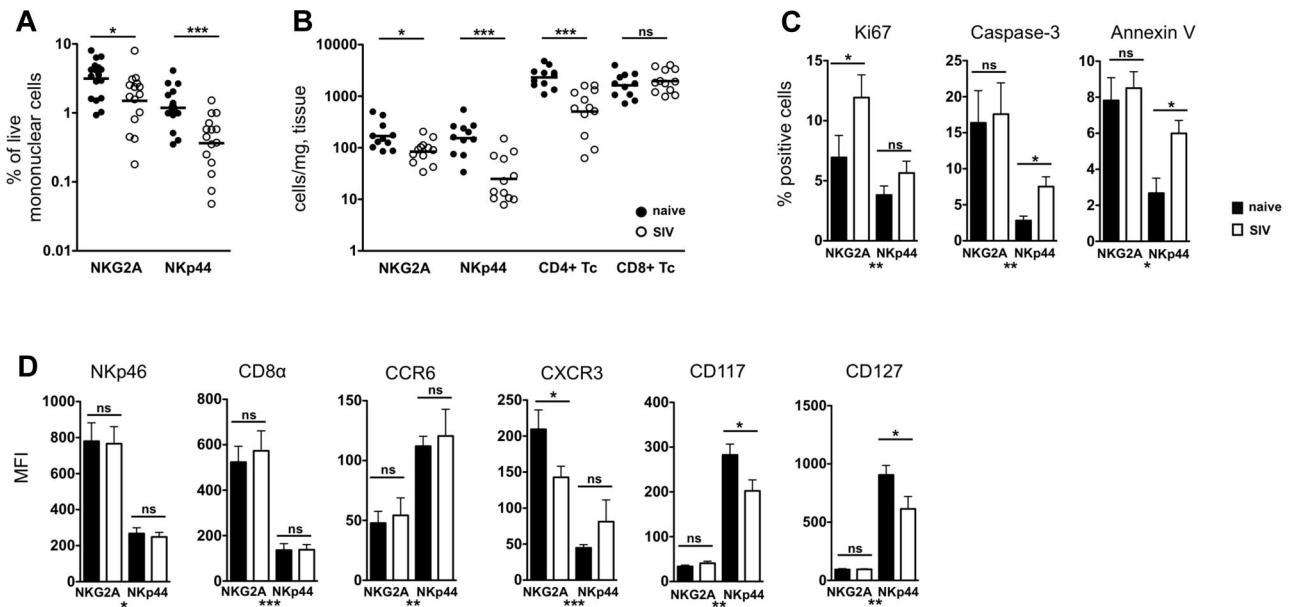 A
* ***
% of live
mononuclear cells
10
1
0.1
0.01
NKG2A NKp44
B
* *** *** ns
cells/mg, tissue
10000
1000
100
10
1
naive
SIV
NKG2A NKp44 CD4+ Tc CD8+ Tc
C
% positive cells
Ki67
*
ns
15
10
5
0
NKG2A NKp44
**
Caspase-3
ns
*
25
20
15
10
5
0
NKG2A NKp44
**
Annexin V
ns
*
10
8
6
4
2
0
NKG2A NKp44
*
naive
SIV
D
MFI
NKp46
ns
ns
1000
800
600
400
200
0
NKG2A NKp44
*
CD8α
ns
ns
800
600
400
200
0
NKG2A NKp44
***
CCR6
ns
ns
150
100
50
0
NKG2A NKp44
**
CXCR3
*
ns
250
200
150
100
50
0
NKG2A NKp44
***
CD117
ns
*
400
300
200
100
0
NKG2A NKp44
**
CD127
ns
*
1500
1000
500
0
NKG2A NKp44
**